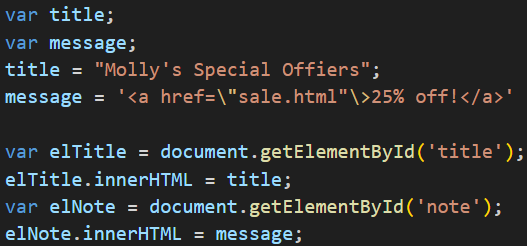 var title;
var message;
title = "Molly's Special Offiers";
message = '<a href=\"sale.html"\>25% off!</a>'
var elTitle = document.getElementById('title');
elTitle.innerHTML = title;
var elNote = document.getElementById('note');
elNote.innerHTML = message;